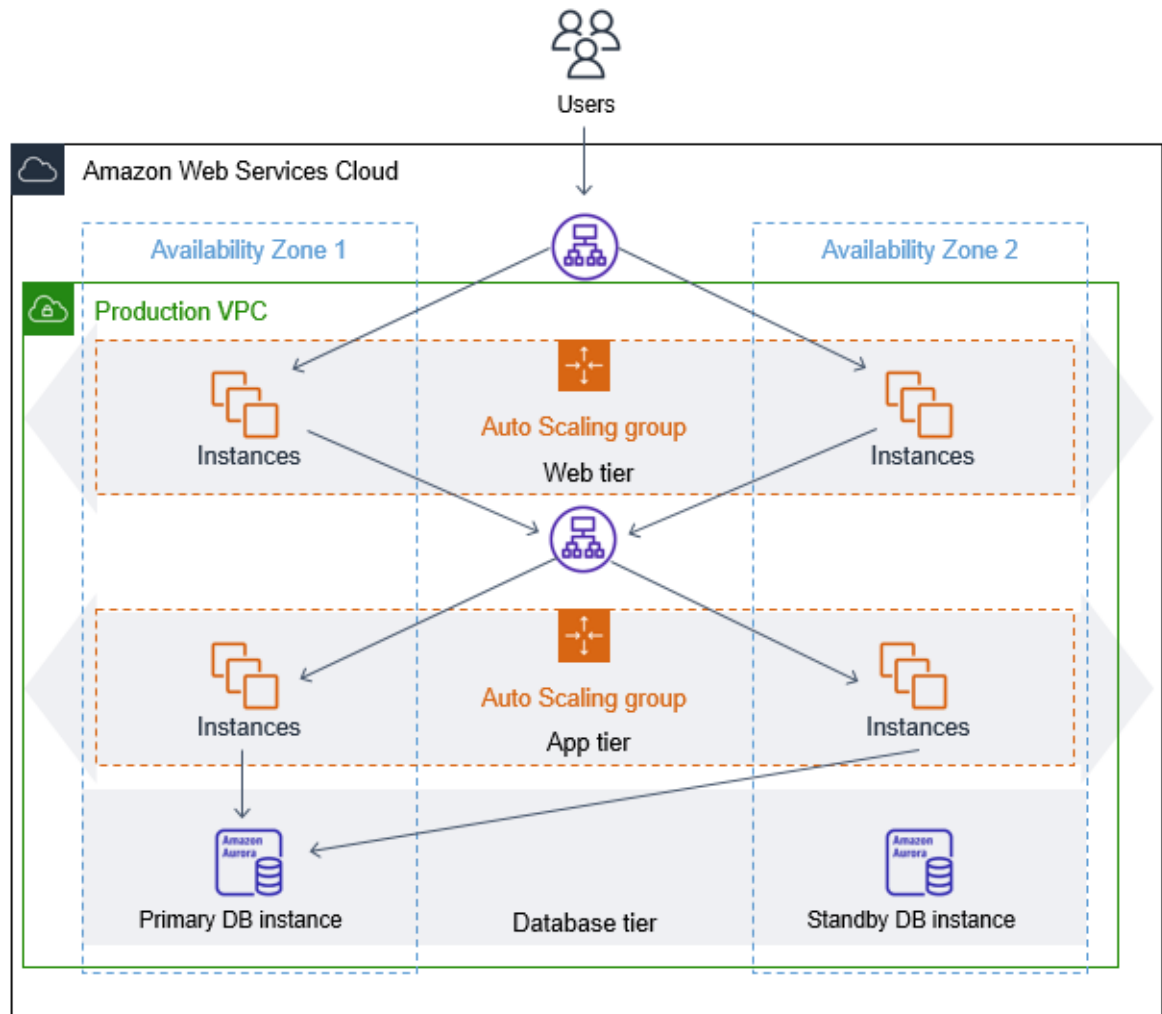 Users
Amazon Web Services Cloud
Availability Zone 1
Availability Zone 2
Production VPC
Auto Scaling group
Instances
Instances
Web tier
Auto Scaling group
Instances
Instances
App tier
Amazon
Aurora
Amazon
Aurora
Primary DB instance
Database tier
Standby DB instance